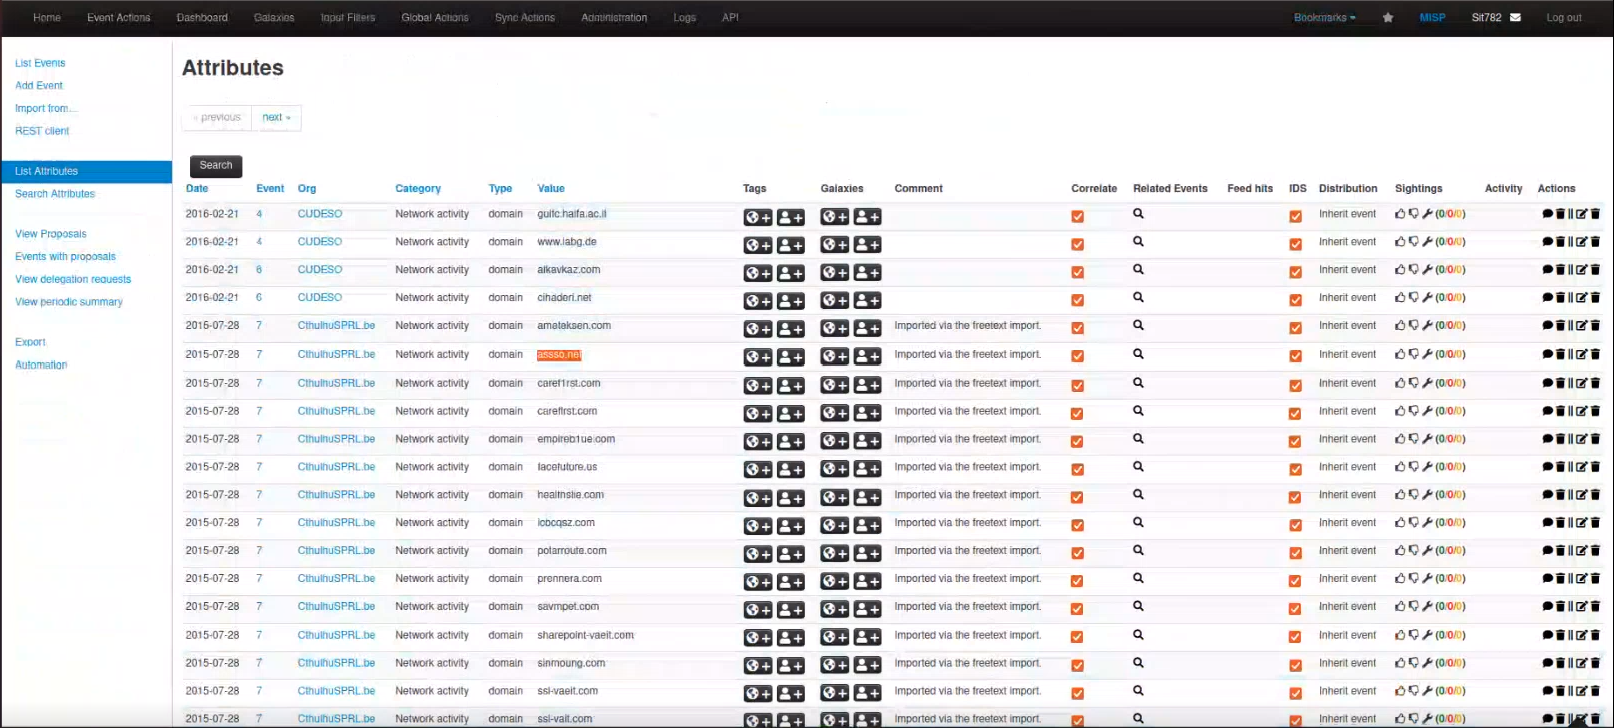 Home Event Actions Dashboard Galaxies Input Filters Global Actions Sync Actions Administration Logs API Bookmarks MISP Sit782 Log out
List Events
Add Event
Import from...
REST client
List Attributes
Search Attributes
View Proposals
Events with proposals
View delegation requests
View periodic summary
Export
Automation
Attributes
« previous next »
Search
Date Event Org Category Type Value Tags Galaxies Comment Correlate Related Events Feed hits IDS Distribution Sightings Activity Actions
2016-02-21 4 CUDESO Network activity domain Inherit event (0/0/0)
2016-02-21 4 CUDESO Network activity domain www.iabg.de Inherit event (0/0/0)
2016-02-21 6 CUDESO Network activity domain alkavkaz.com Inherit event (0/0/0)
2016-02-21 6 CUDESO Network activity domain cihaderi.net Inherit event (0/0/0)
2015-07-28 7 CthulhuSPRL.be Network activity domain ameteksen.com Imported via the freetext import. Inherit event (0/0/0)
2015-07-28 7 CthulhuSPRL.be Network activity domain assso.net Imported via the freetext import. Inherit event (0/0/0)
2015-07-28 7 CthulhuSPRL.be Network activity domain caref1rst.com Imported via the freetext import. Inherit event (0/0/0)
2015-07-28 7 CthulhuSPRL.be Network activity domain careflrst.com Imported via the freetext import. Inherit event (0/0/0)
2015-07-28 7 CthulhuSPRL.be Network activity domain empireb1ue.com Imported via the freetext import. Inherit event (0/0/0)
2015-07-28 7 CthulhuSPRL.be Network activity domain facefuture.us Imported via the freetext import. Inherit event (0/0/0)
2015-07-28 7 CthulhuSPRL.be Network activity domain healthslie.com Imported via the freetext import. Inherit event (0/0/0)
2015-07-28 7 CthulhuSPRL.be Network activity domain icbcqsz.com Imported via the freetext import. Inherit event (0/0/0)
2015-07-28 7 CthulhuSPRL.be Network activity domain polarroute.com Imported via the freetext import. Inherit event (0/0/0)
2015-07-28 7 CthulhuSPRL.be Network activity domain prennera.com Imported via the freetext import. Inherit event (0/0/0)
2015-07-28 7 CthulhuSPRL.be Network activity domain savmpet.com Imported via the freetext import. Inherit event (0/0/0)
2015-07-28 7 CthulhuSPRL.be Network activity domain sharepoint-vaeit.com Imported via the freetext import. Inherit event (0/0/0)
2015-07-28 7 CthulhuSPRL.be Network activity domain sinmoung.com Imported via the freetext import. Inherit event (0/0/0)
2015-07-28 7 CthulhuSPRL.be Network activity domain ssl-vaeit.com Imported via the freetext import. Inherit event (0/0/0)
2015-07-28 7 CthulhuSPRL.be Network activity domain ssl-vait.com Imported via the freetext import. Inherit event (0/0/0)